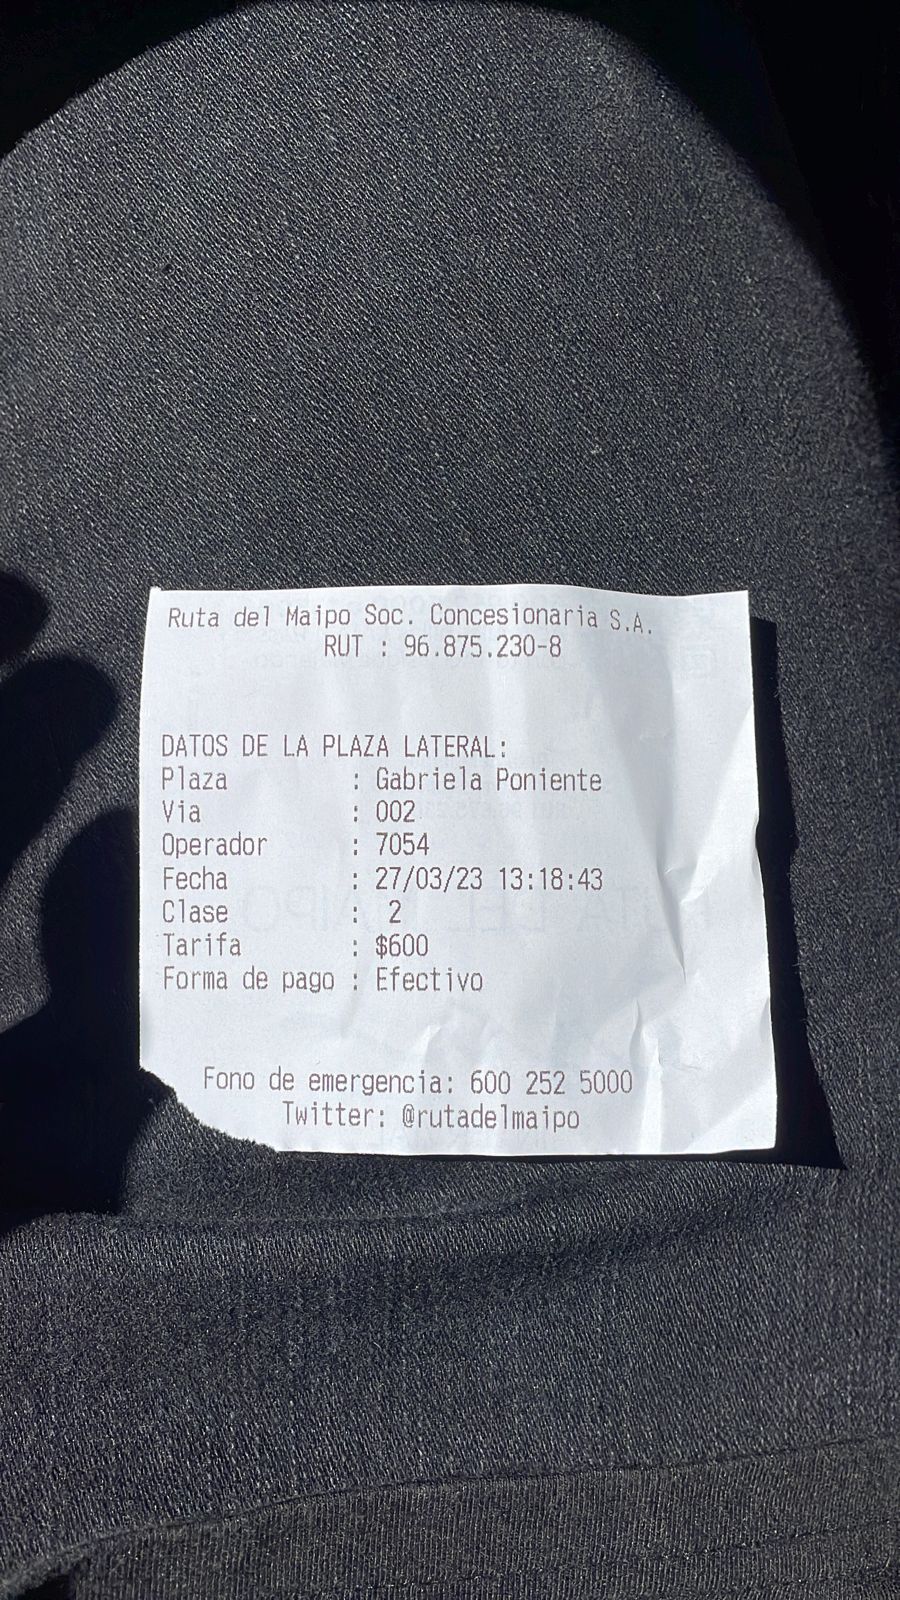 Ruta del Maipo Soc. Concesionaria S.A.
RUT : 96.875.230-8
DATOS DE LA PLAZA LATERAL:
Plaza : Gabriela Poniente
Via : 002
Operador : 7054
Fecha : 27/03/23 13:18:43
Clase : 2
Tarifa : $600
Forma de pago : Efectivo
Fono de emergencia: 600 252 5000
Twitter: @rutadelmaipo